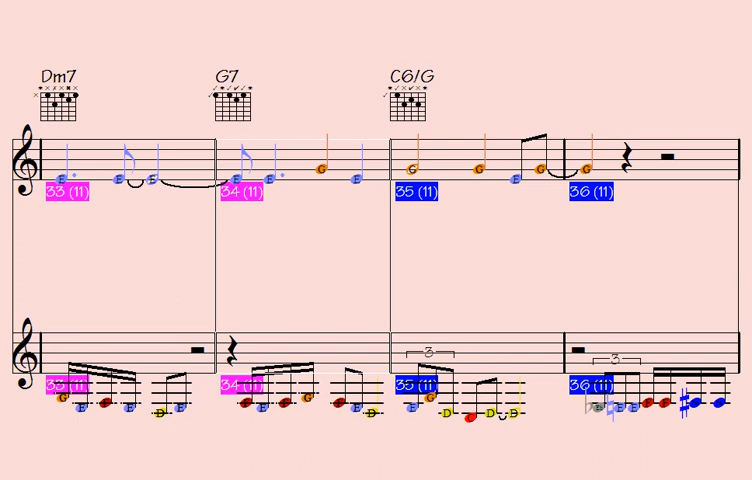 Dm7 G7 C6/G
E E E E E G E G G E G G
33 (11) 34 (11) 35 (11) 36 (11)
3 3
33 (11) 34 (11) 35 (11) 36 (11)
G E E D E E G E D E G D D D E E